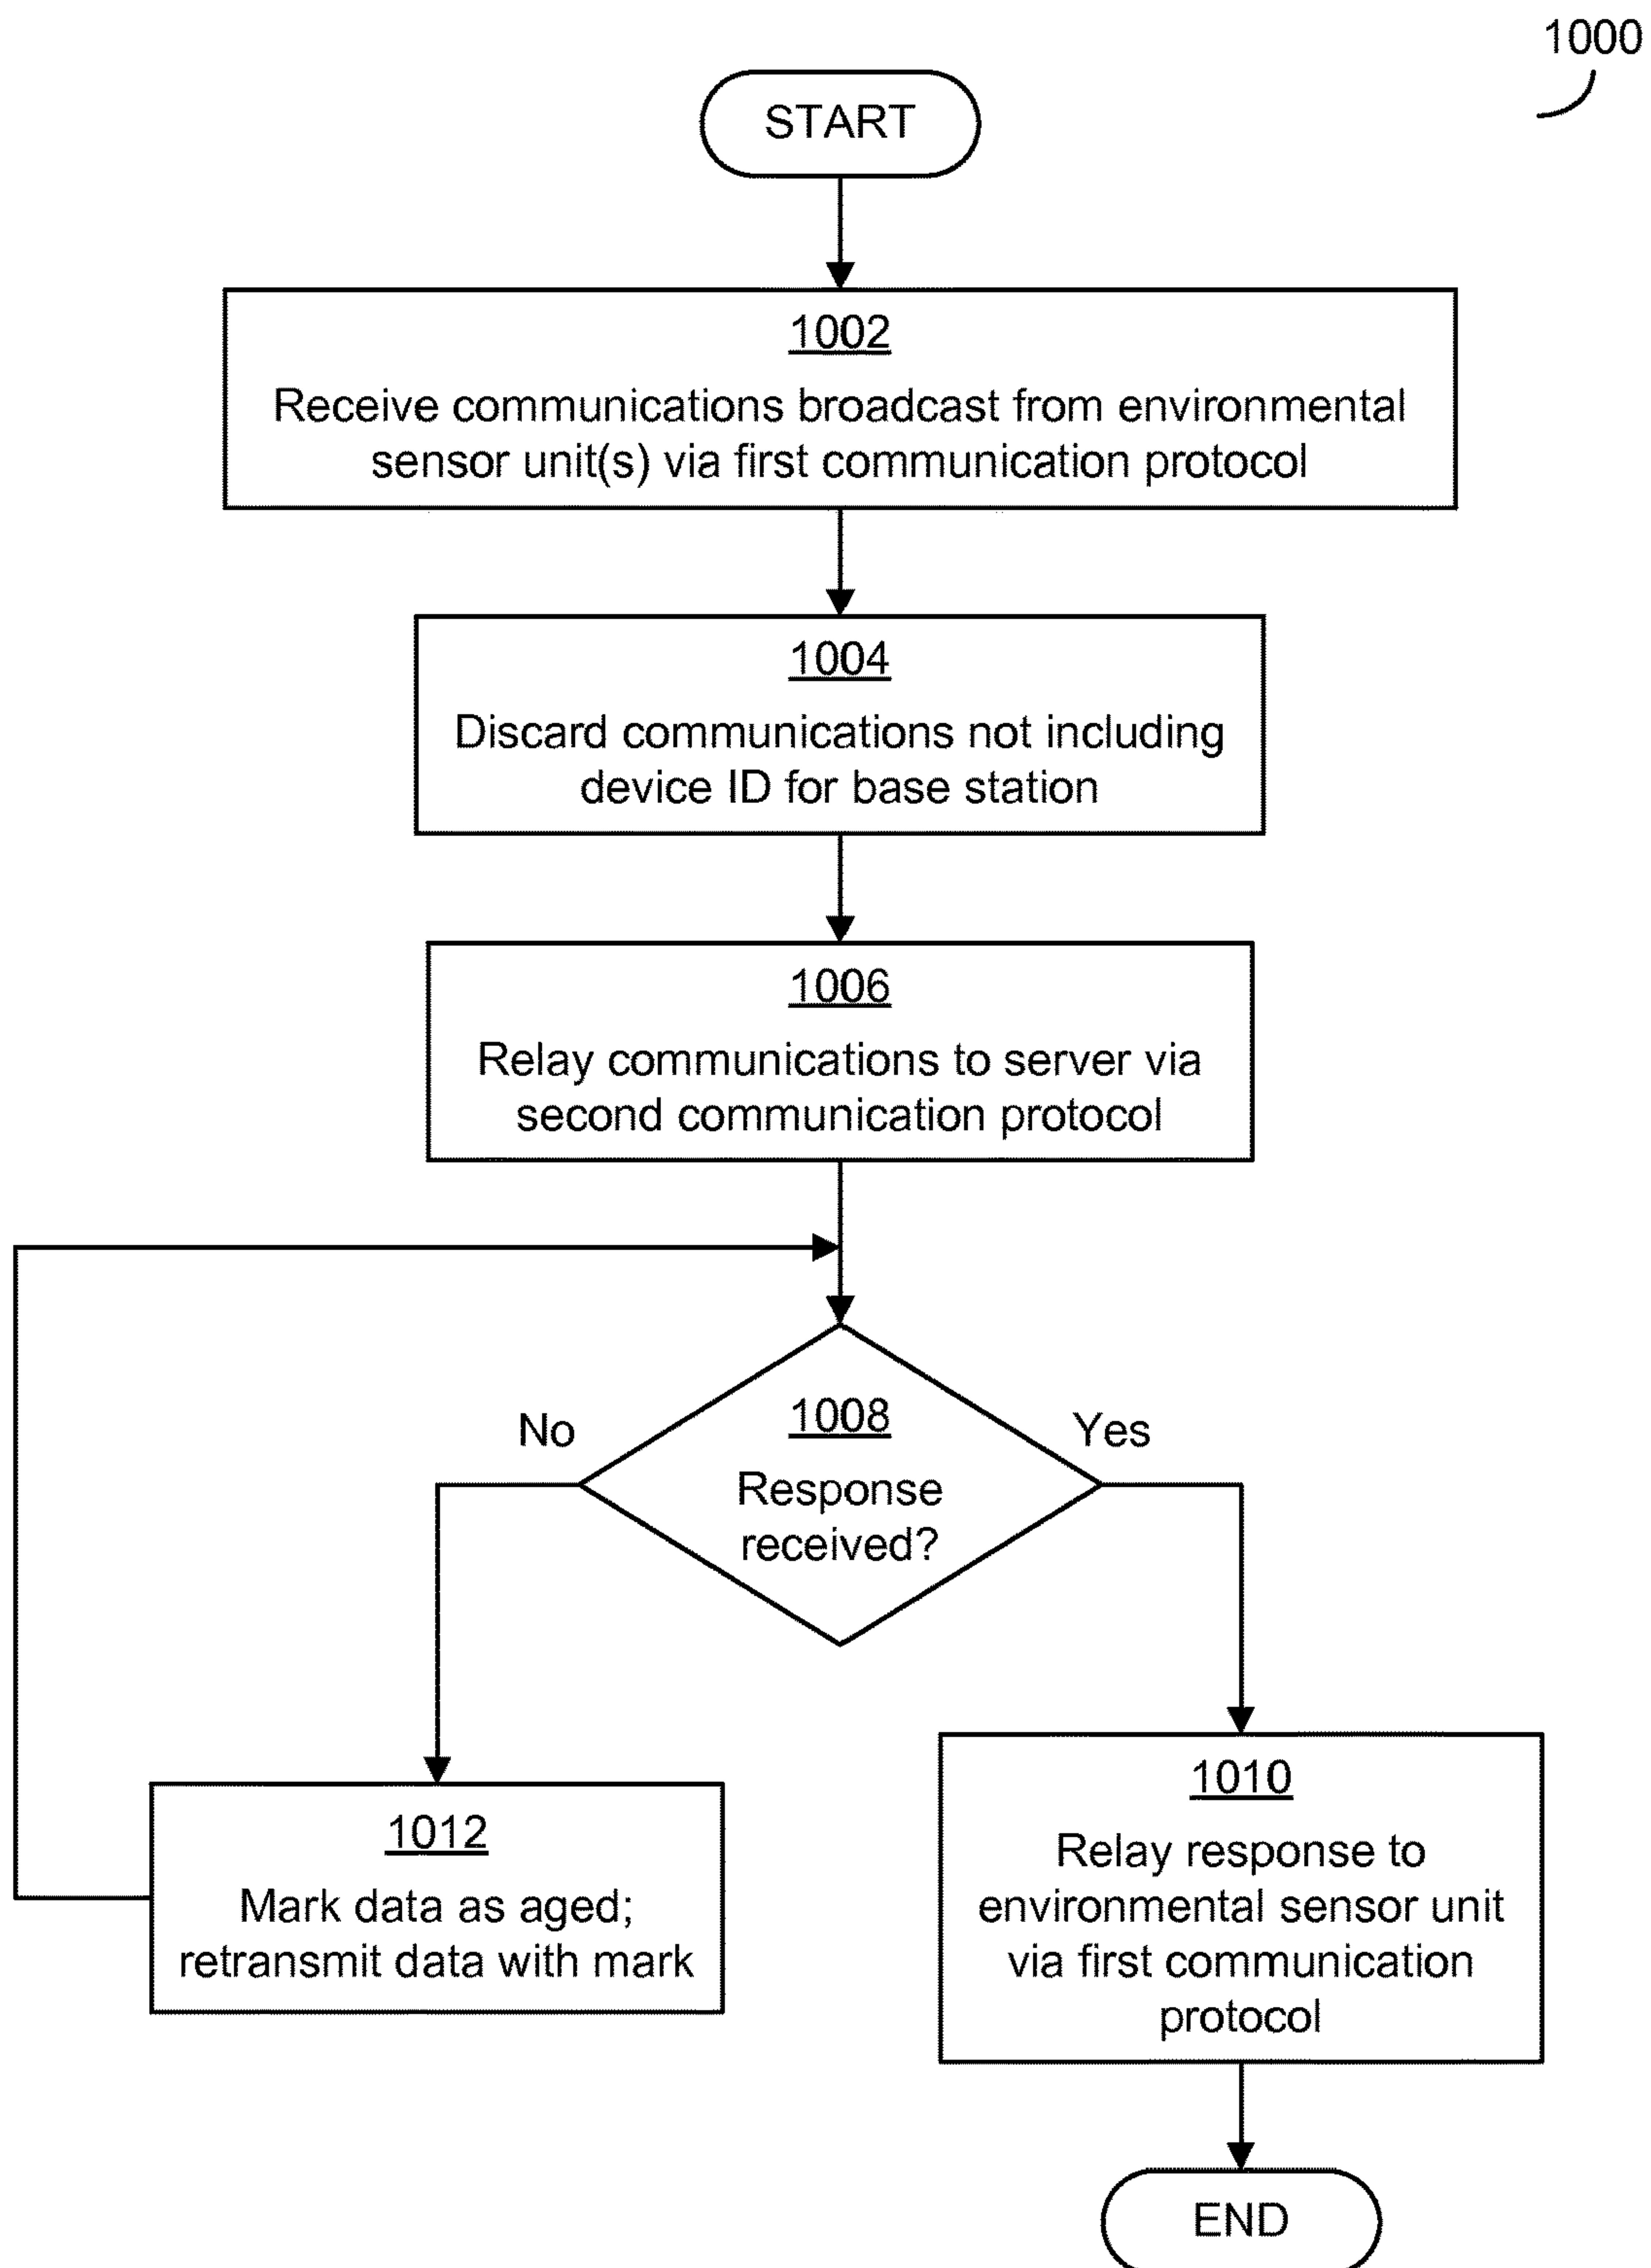 1000
START
1002
Receive communications broadcast from environmental
sensor unit(s) via first communication protocol
1004
Discard communications not including
device ID for base station
1006
Relay communications to server via
second communication protocol
No
1008
Yes
Response
received?
1010
Relay response to
environmental sensor unit
via first communication
protocol
1012
Mark data as aged;
retransmit data with mark
END